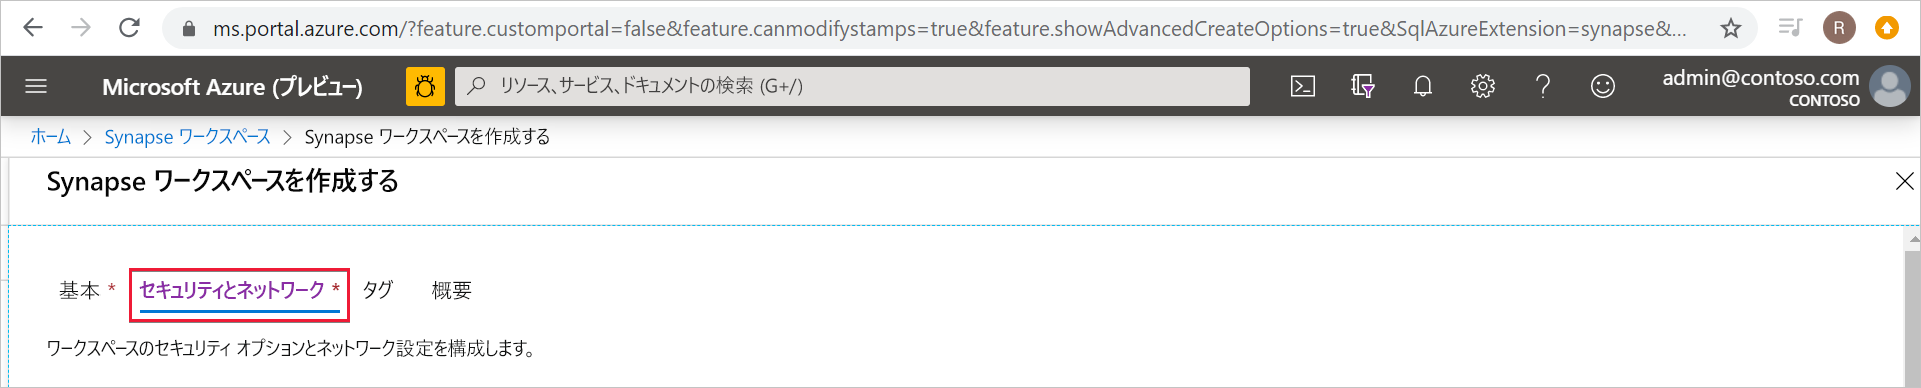 ms.portal.azure.com/?feature.customportal=false&feature.canmodifystamps=true&feature.showAdvancedCreateOptions=true&SqlAzureExtension=synapse&... R
Microsoft Azure (プレビュー) リソース、サービス、ドキュメントの検索 (G+/) admin@contoso.com
CONTOSO
ホーム > Synapse ワークスペース > Synapse ワークスペースを作成する
Synapse ワークスペースを作成する
基本 * セキュリティとネットワーク * タグ 概要
ワークスペースのセキュリティ オプションとネットワーク設定を構成します。